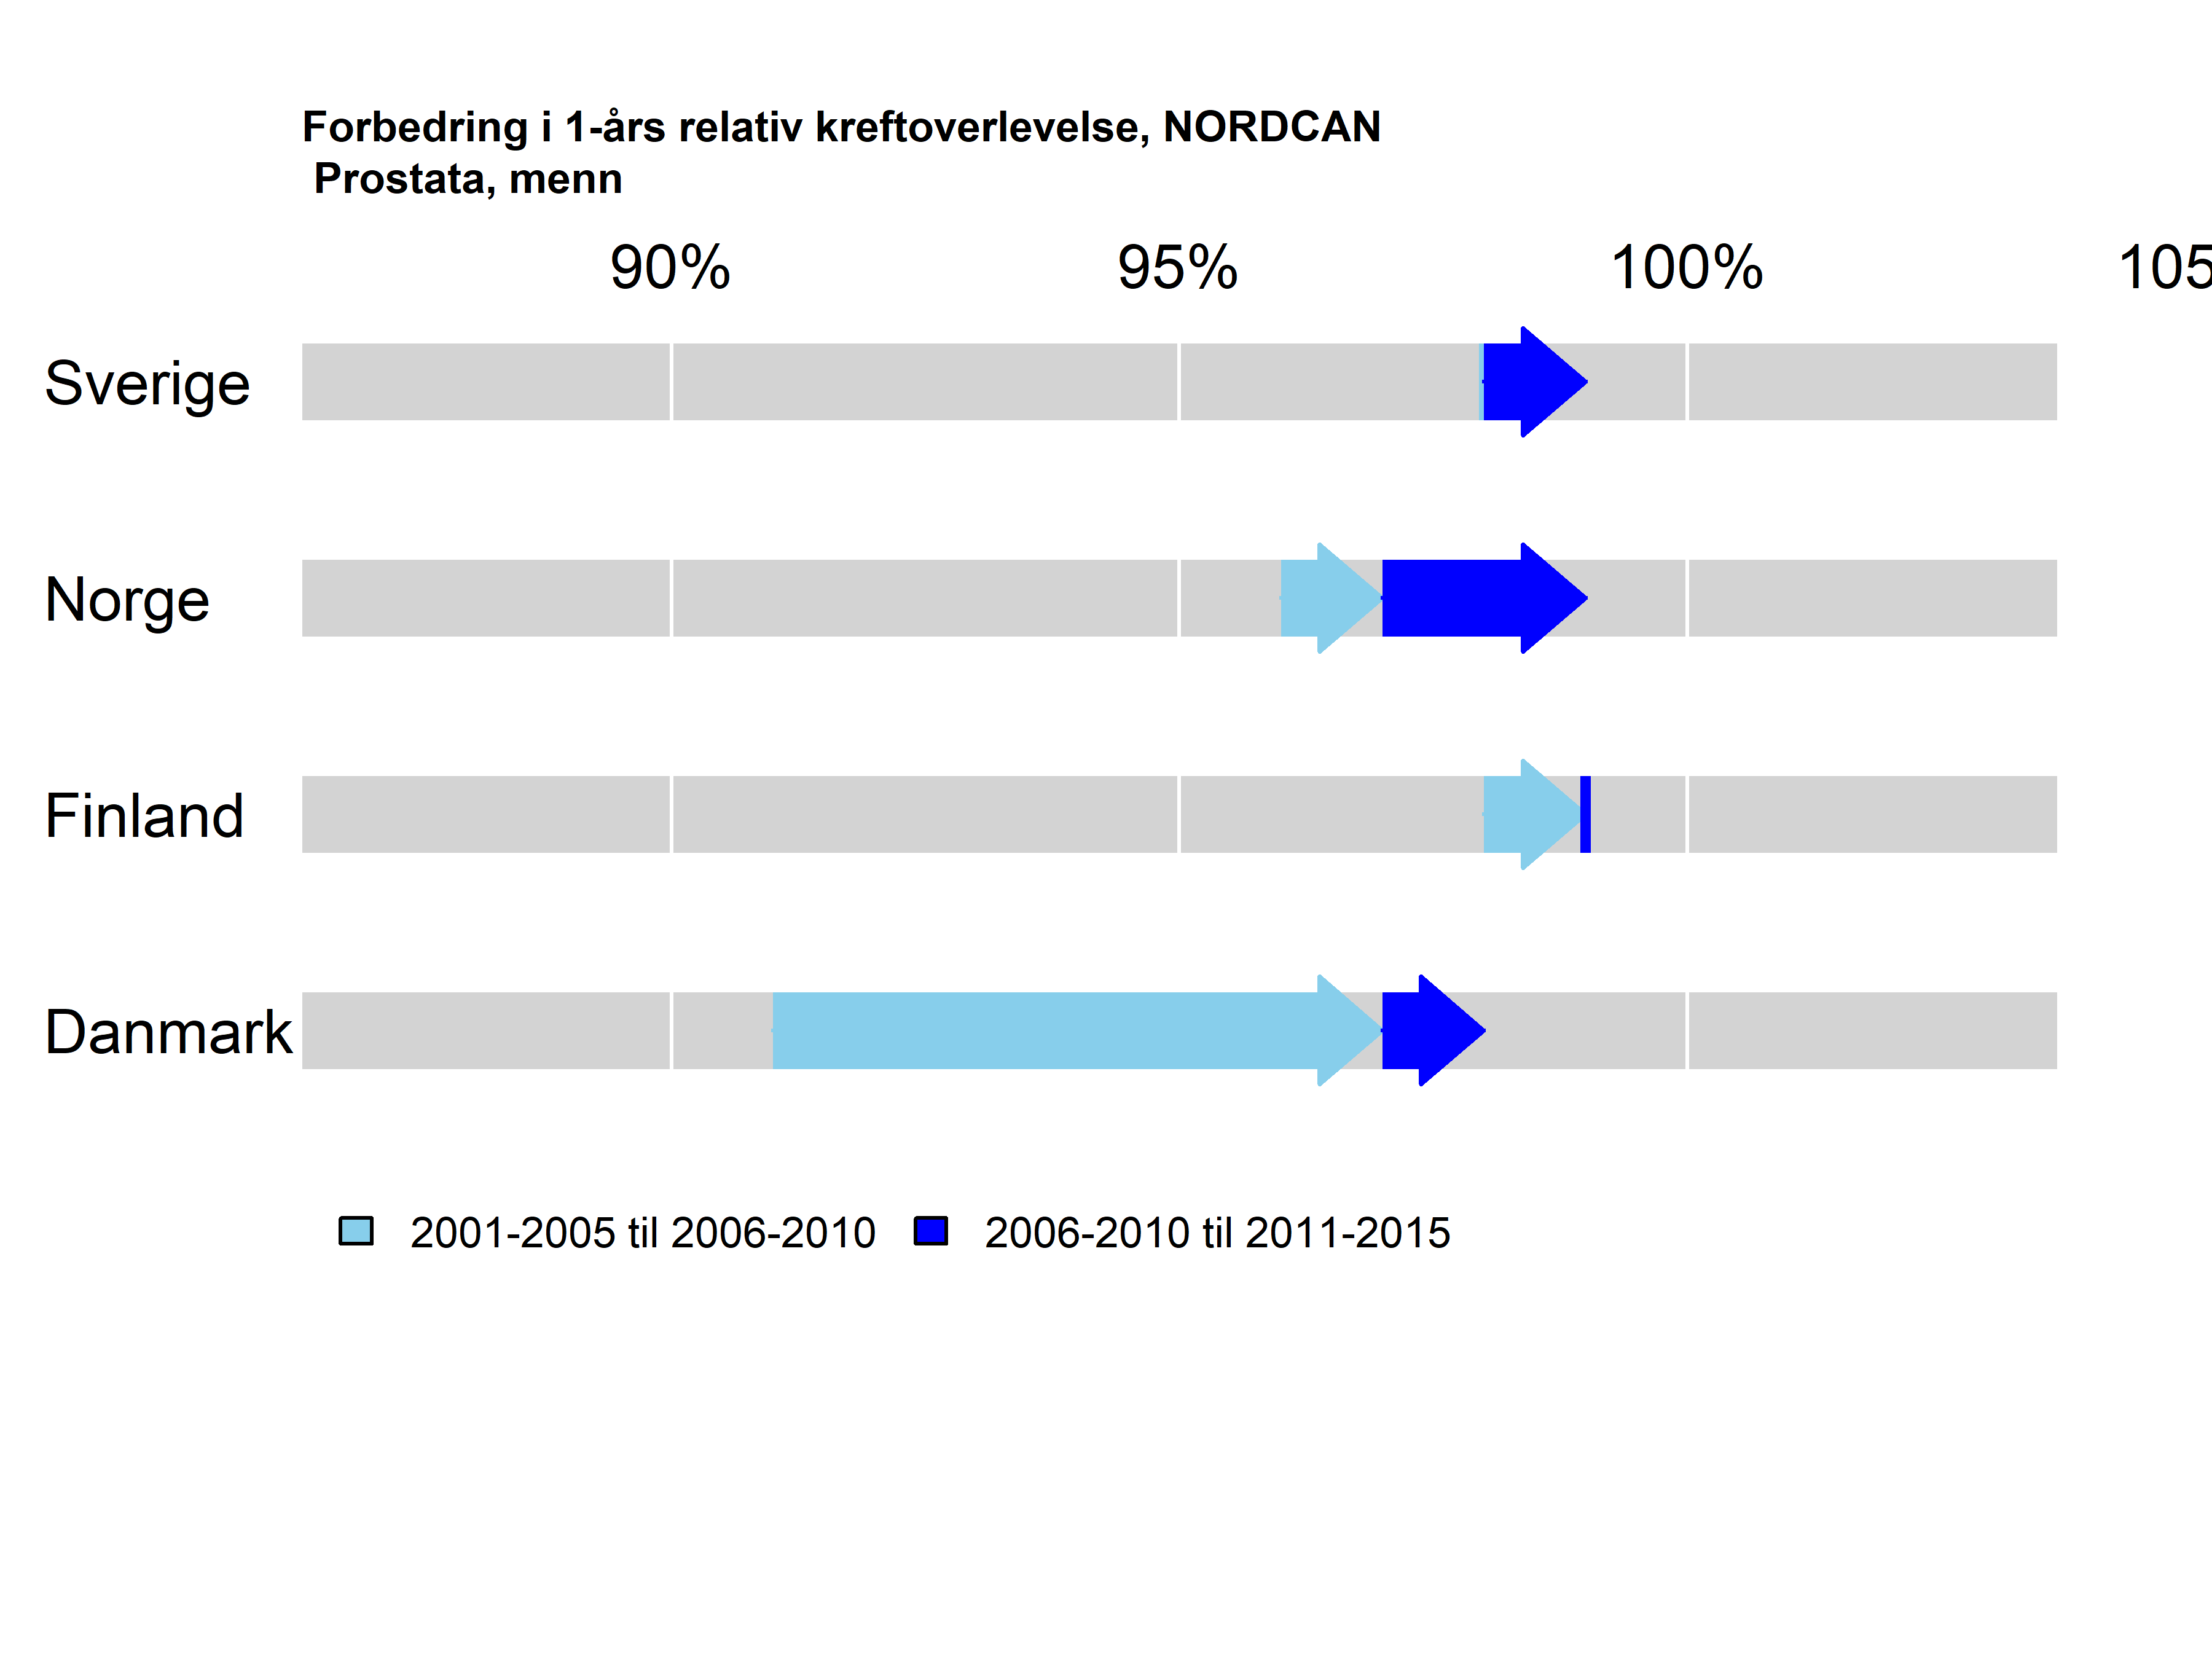 Forbedring i 1-års relativ kreftoverlevelse, NORDCAN
Prostata, menn
90% 95% 100% 105
Sverige
Norge
Finland
Danmark
2001-2005 til 2006-2010 2006-2010 til 2011-2015